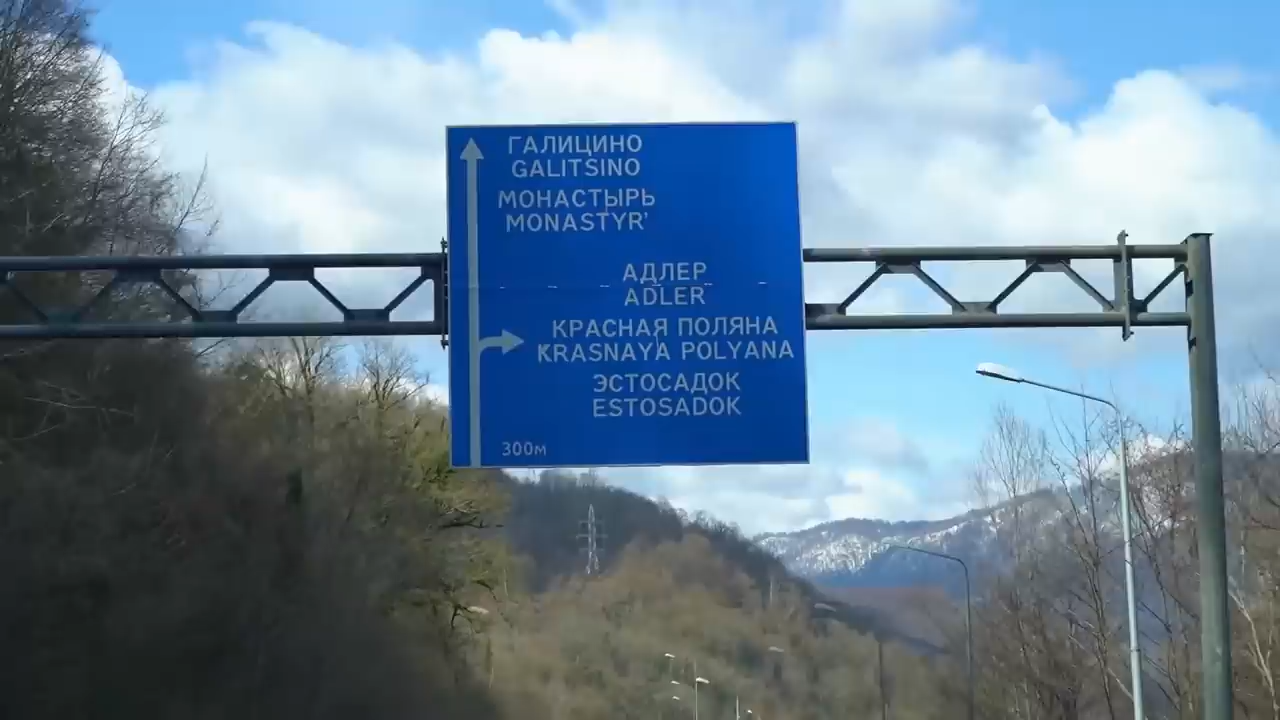 ГАЛИЦИНО
GALITSINO
МОНАСТЫРЬ
MONASTYR'
АДЛЕР
ADLER
КРАСНАЯ ПОЛЯНА
KRASNAYA POLYANA
ЭСТОСАДОК
ESTOSADOK
300м